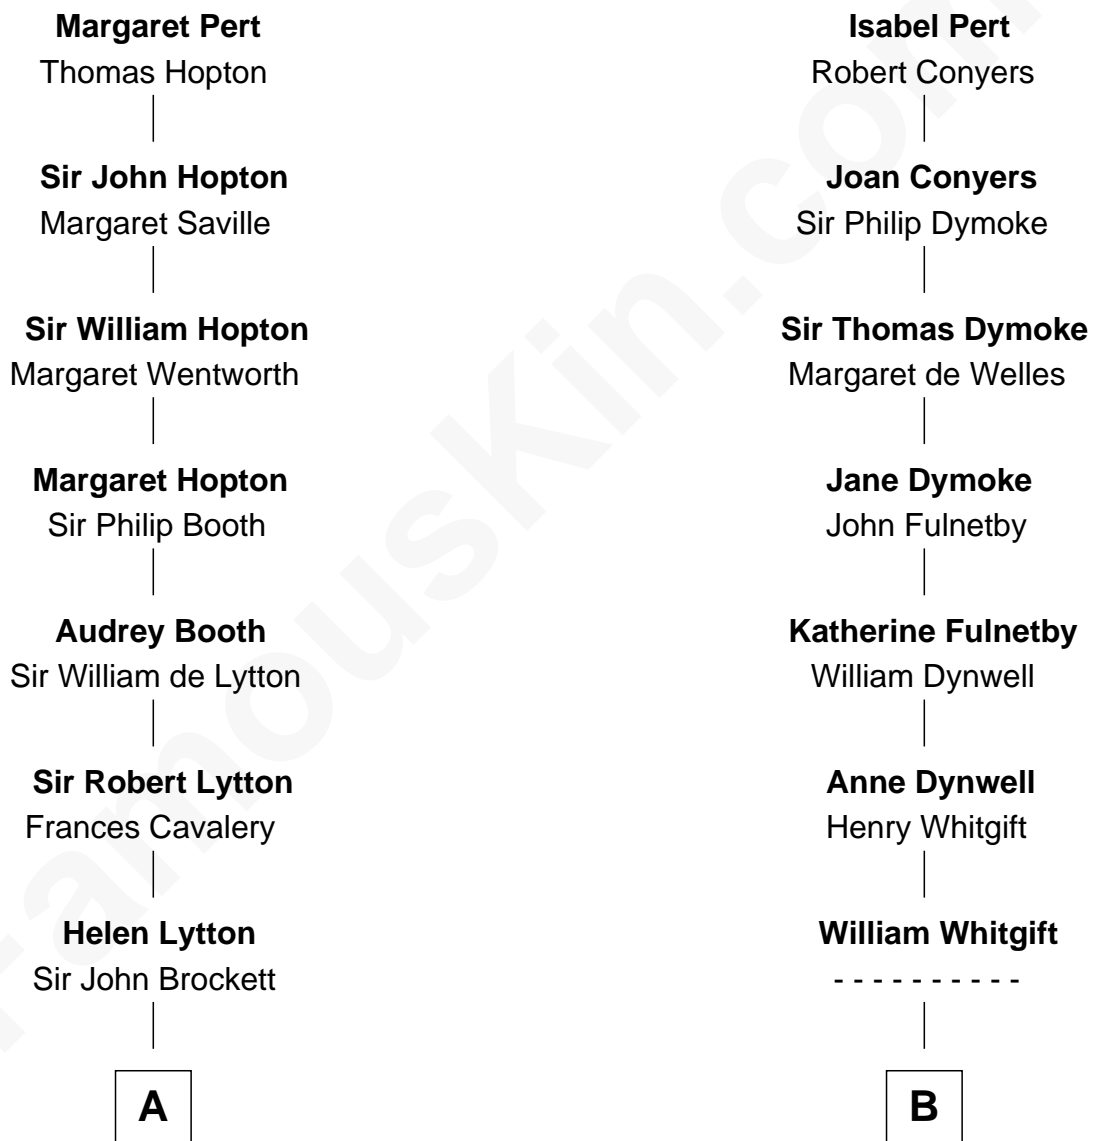 Margaret Pert
Thomas Hopton
Sir John Hopton
Margaret Saville
Sir William Hopton
Margaret Wentworth
Margaret Hopton
Sir Philip Booth
Audrey Booth
Sir William de Lytton
Sir Robert Lytton
Frances Cavalery
Helen Lytton
Sir John Brockett
A
Isabel Pert
Robert Conyers
Joan Conyers
Sir Philip Dymoke
Sir Thomas Dymoke
Margaret de Welles
Jane Dymoke
John Fulnetby
Katherine Fulnetby
William Dynwell
Anne Dynwell
Henry Whitgift
William Whitgift
- - - - - - - - - -
B
FamousKin.com